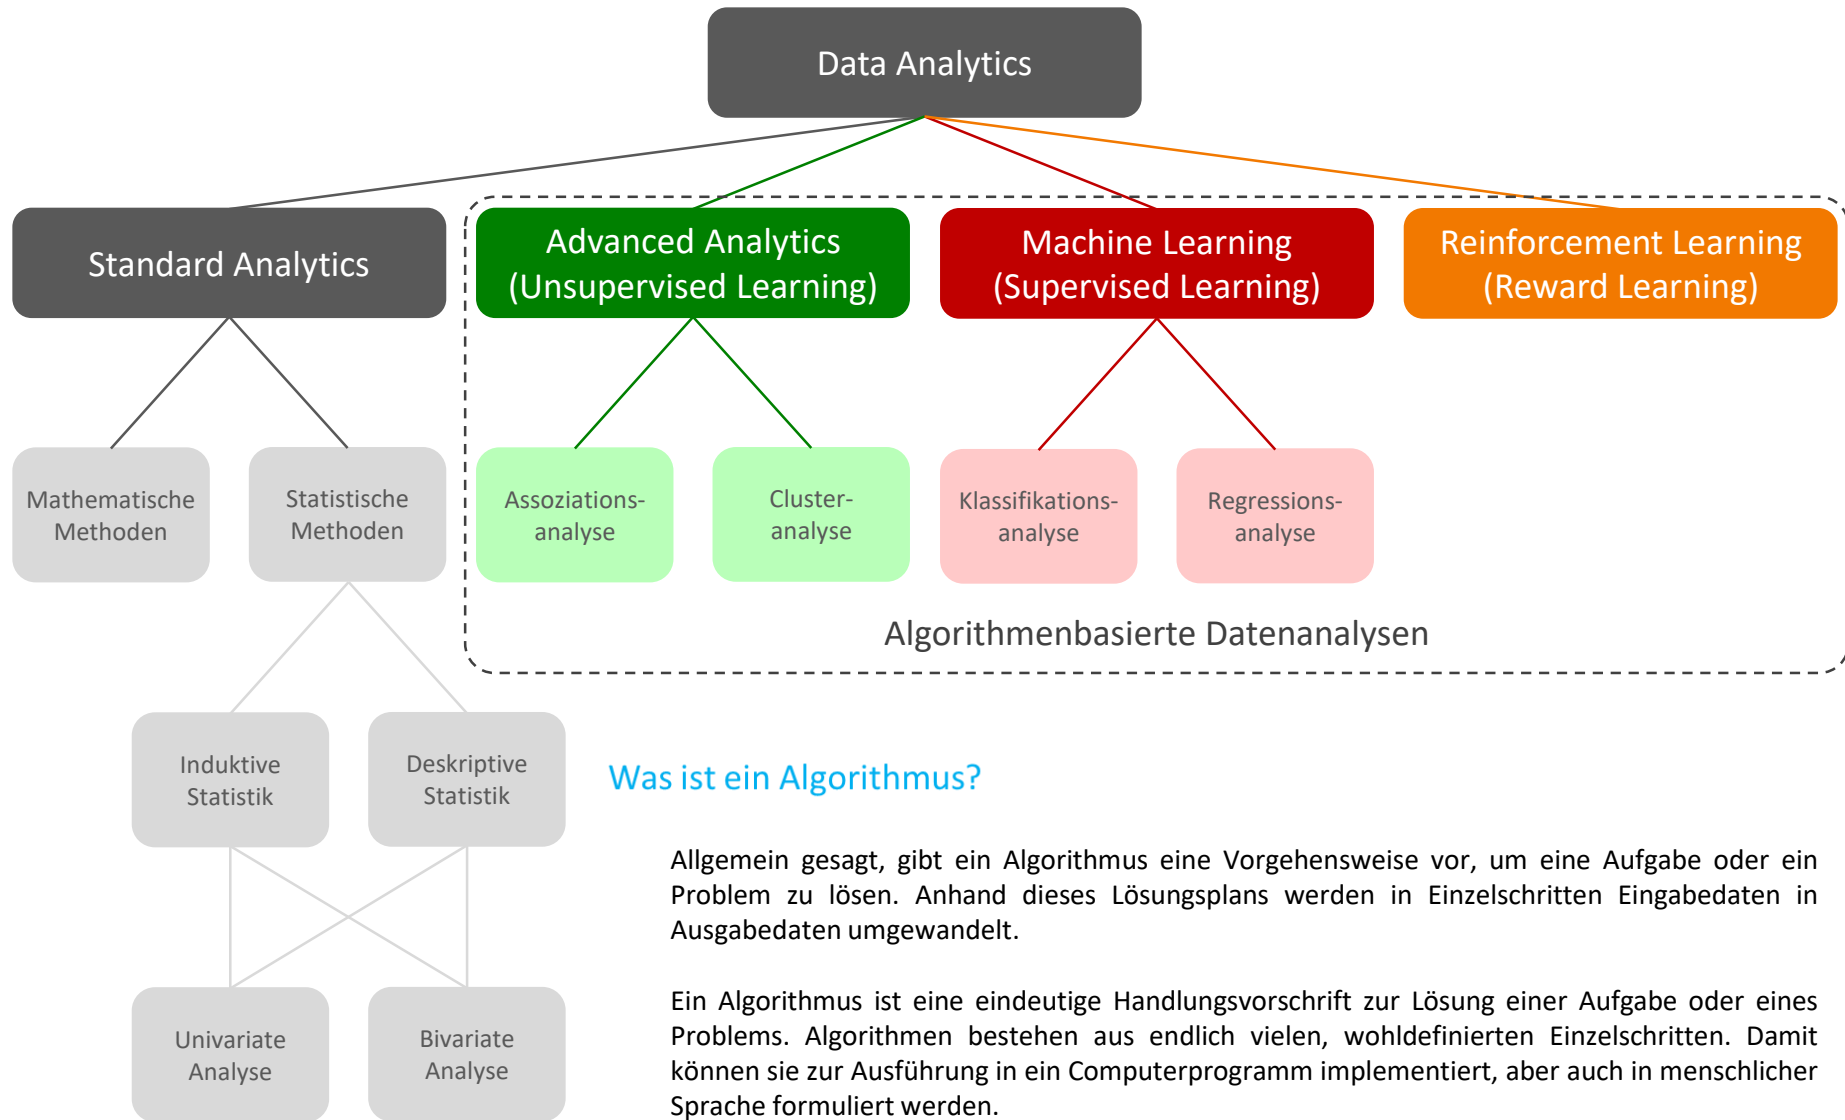 Data Analytics
Standard Analytics
Advanced Analytics
(Unsupervised Learning)
Machine Learning
(Supervised Learning)
Reinforcement Learning
(Reward Learning)
Mathematische
Methoden
Statistische
Methoden
Assoziations-
analyse
Cluster-
analyse
Klassifikations-
analyse
Regressions-
analyse
Algorithmenbasierte Datenanalysen
Induktive
Statistik
Deskriptive
Statistik
Univariate
Analyse
Bivariate
Analyse
Was ist ein Algorithmus?
Allgemein gesagt, gibt ein Algorithmus eine Vorgehensweise vor, um eine Aufgabe oder ein
Problem zu lösen. Anhand dieses Lösungsplans werden in Einzelschritten Eingabedaten in
Ausgabedaten umgewandelt.
Ein Algorithmus ist eine eindeutige Handlungsvorschrift zur Lösung einer Aufgabe oder eines
Problems. Algorithmen bestehen aus endlich vielen, wohldefinierten Einzelschritten. Damit
können sie zur Ausführung in ein Computerprogramm implementiert, aber auch in menschlicher
Sprache formuliert werden.